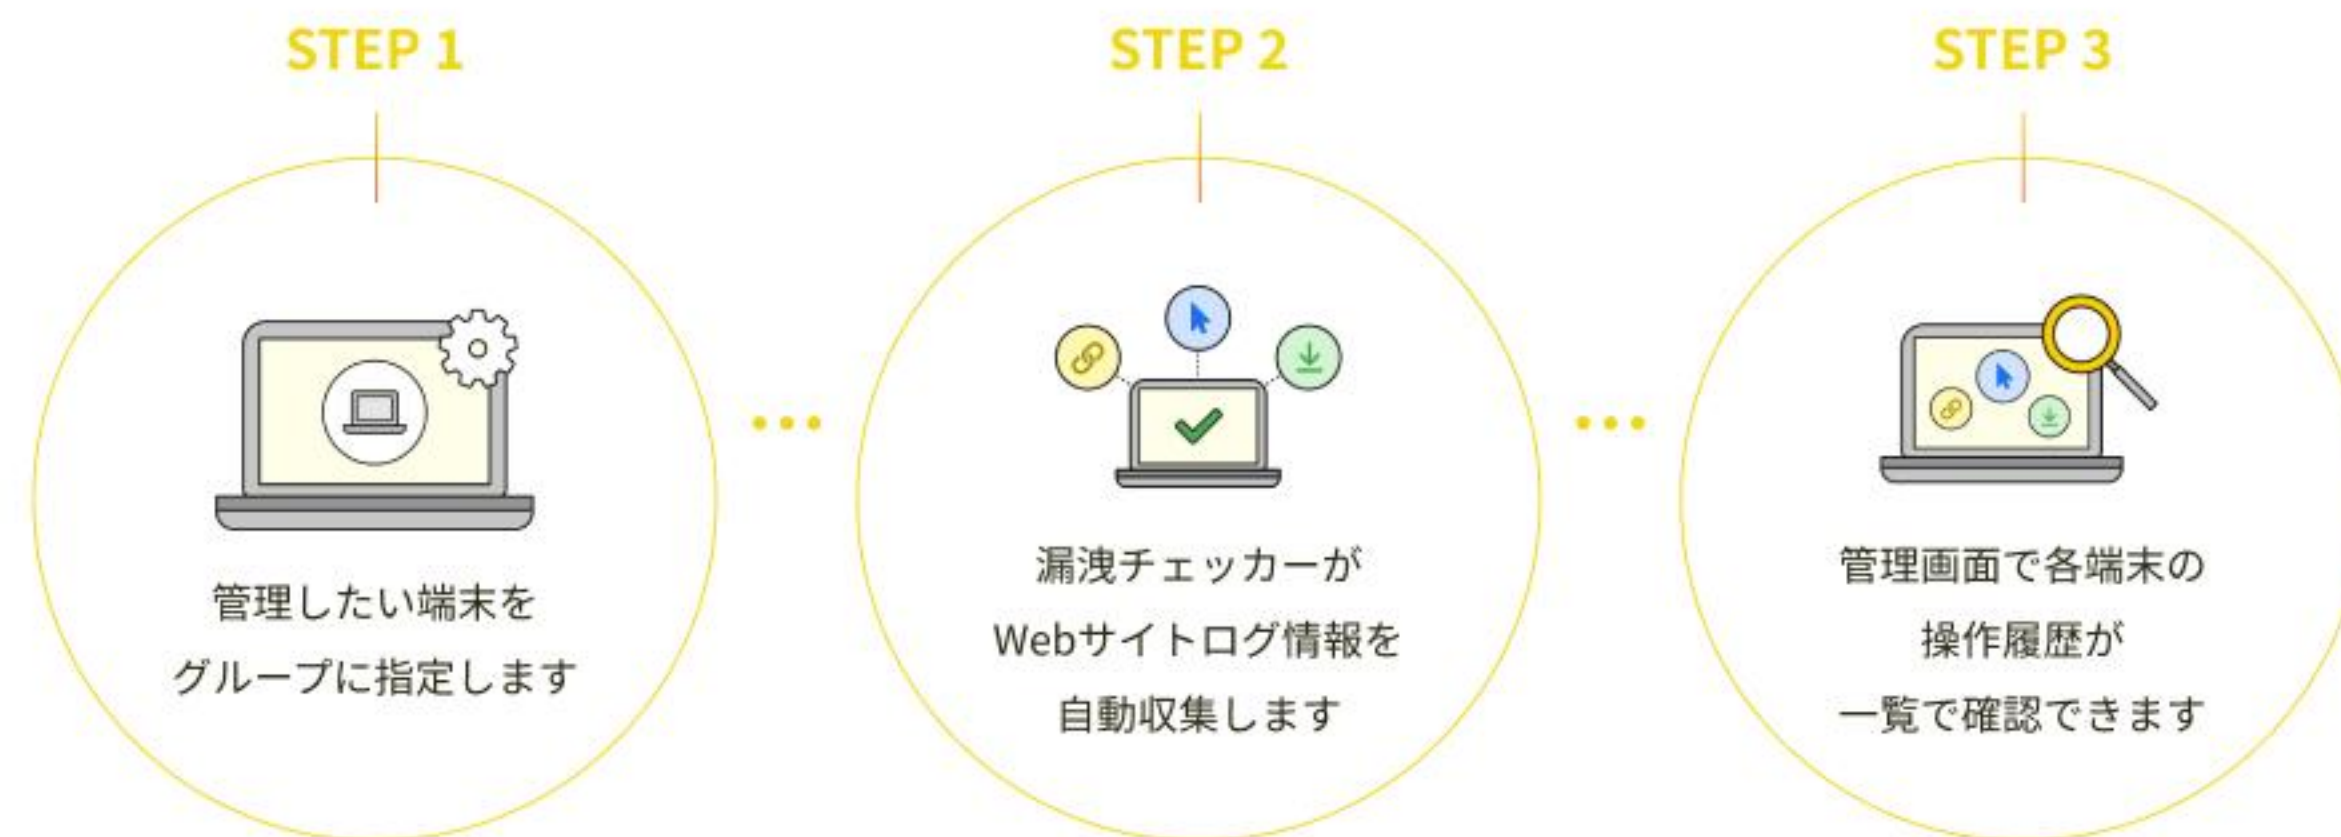 STEP 1
管理したい端末を
グループに指定します
STEP 2
漏洩チェッカーが
Webサイトログ情報を
自動収集します
STEP 3
管理画面で各端末の
操作履歴が
一覧で確認できます